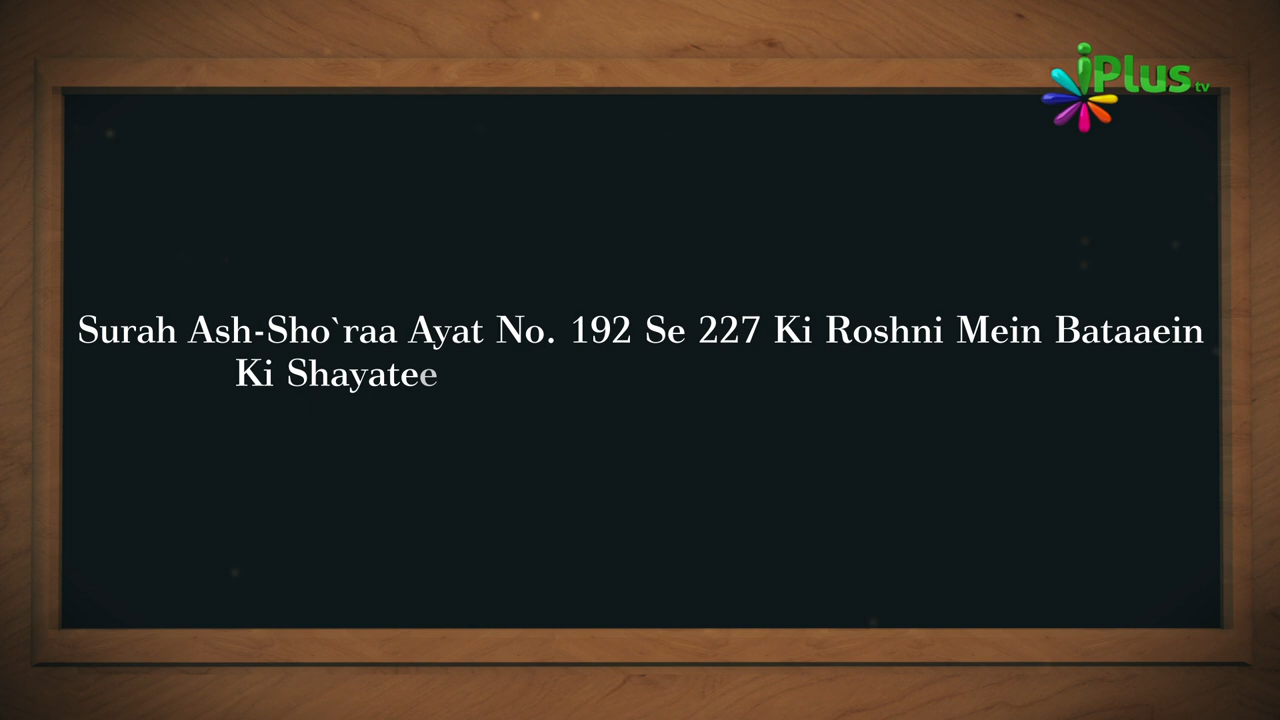 iPlus tv
Surah Ash-Sho`raa Ayat No. 192 Se 227 Ki Roshni Mein Bataaein
Ki Shayatee